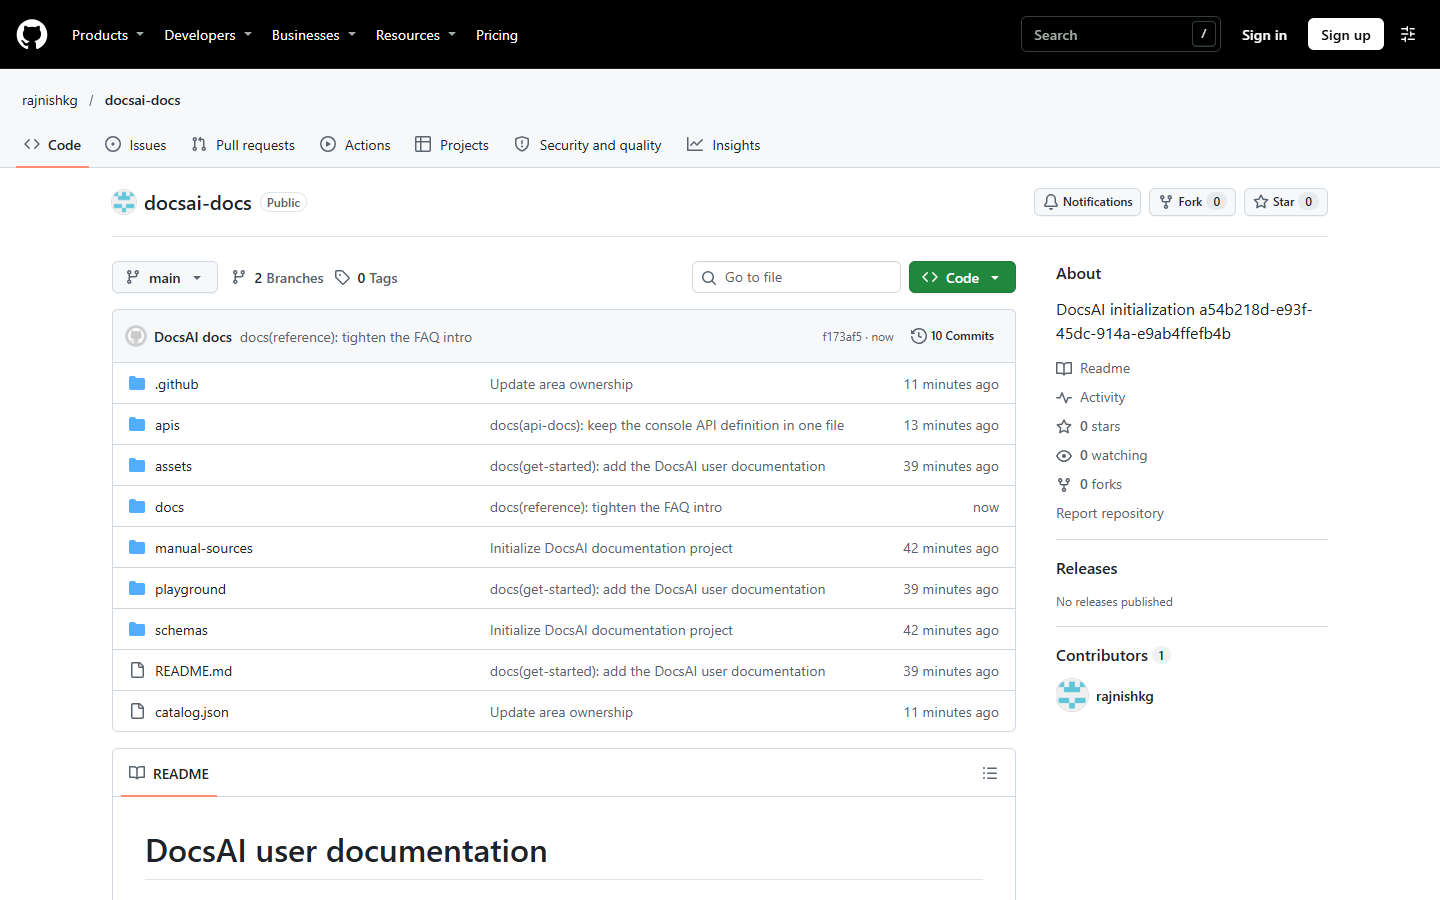 Products Developers Businesses Resources Pricing Search / Sign in Sign up
rajnishkg / docsai-docs
Code Issues Pull requests Actions Projects Security and quality Insights
docsai-docs Public Notifications Fork 0 Star 0
main 2 Branches 0 Tags Go to file Code
DocsAI docs docs(reference): tighten the FAQ intro f173af5 · now 10 Commits
.github Update area ownership 11 minutes ago
apis docs(api-docs): keep the console API definition in one file 13 minutes ago
assets docs(get-started): add the DocsAI user documentation 39 minutes ago
docs docs(reference): tighten the FAQ intro now
manual-sources Initialize DocsAI documentation project 42 minutes ago
playground docs(get-started): add the DocsAI user documentation 39 minutes ago
schemas Initialize DocsAI documentation project 42 minutes ago
README.md docs(get-started): add the DocsAI user documentation 39 minutes ago
catalog.json Update area ownership 11 minutes ago
README
DocsAI user documentation
About
DocsAI initialization a54b218d-e93f-
45dc-914a-e9ab4ffefb4b
Readme
Activity
0 stars
0 watching
0 forks
Report repository
Releases
No releases published
Contributors 1
rajnishkg